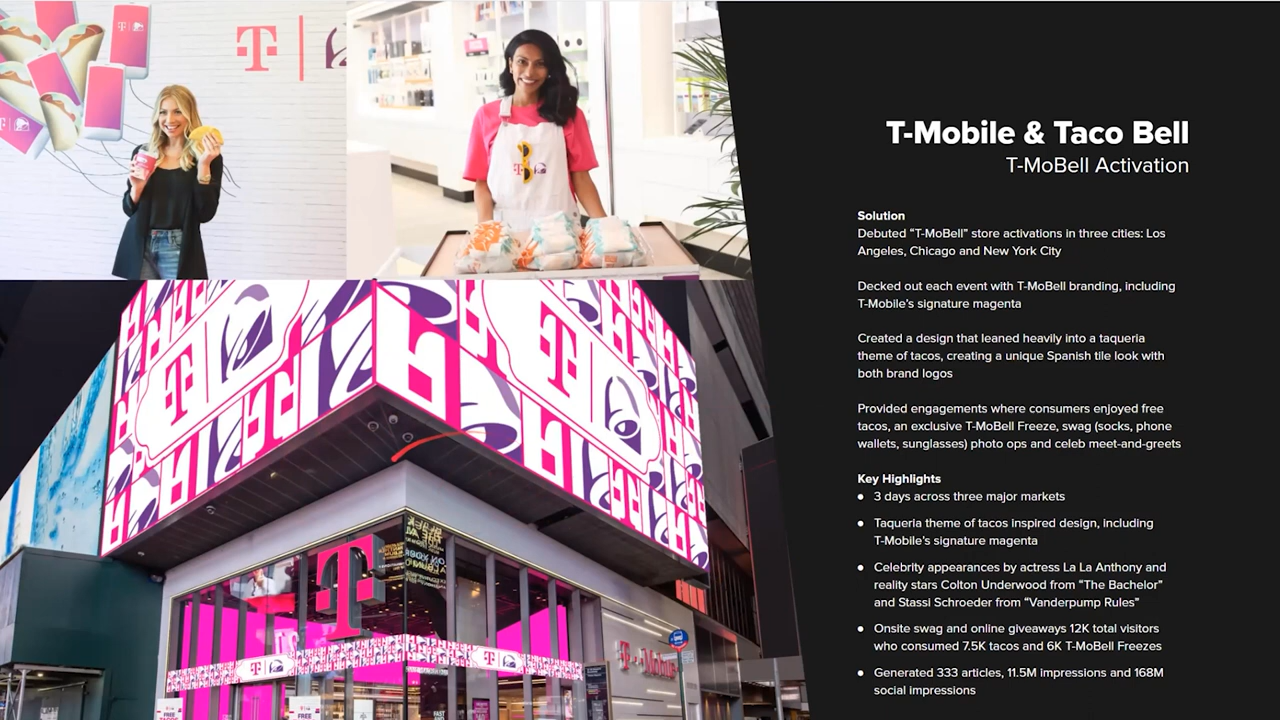 T-Mobile & Taco Bell
T-MoBell Activation
Solution
Debuted “T-MoBell” store activations in three cities: Los
Angeles, Chicago and New York City
Decked out each event with T-MoBell branding, including
T-Mobile’s signature magenta
Created a design that leaned heavily into a taqueria
theme of tacos, creating a unique Spanish tile look with
both brand logos
Provided engagements where consumers enjoyed free
tacos, an exclusive T-MoBell Freeze, swag (socks, phone
wallets, sunglasses) photo ops and celeb meet-and-greets
Key Highlights
● 3 days across three major markets
● Taqueria theme of tacos inspired design, including
T-Mobile’s signature magenta
● Celebrity appearances by actress La La Anthony and
reality stars Colton Underwood from “The Bachelor”
and Stassi Schroeder from “Vanderpump Rules”
● Onsite swag and online giveaways 12K total visitors
who consumed 7.5K tacos and 6K T-MoBell Freezes
● Generated 333 articles, 11.5M impressions and 168M
social impressions
T
T
T
T
T-Mobile
FREE
TACOS
FREE